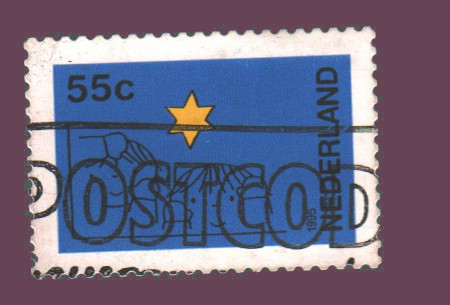 55c
NEDERLAND
1995
POSTCOD